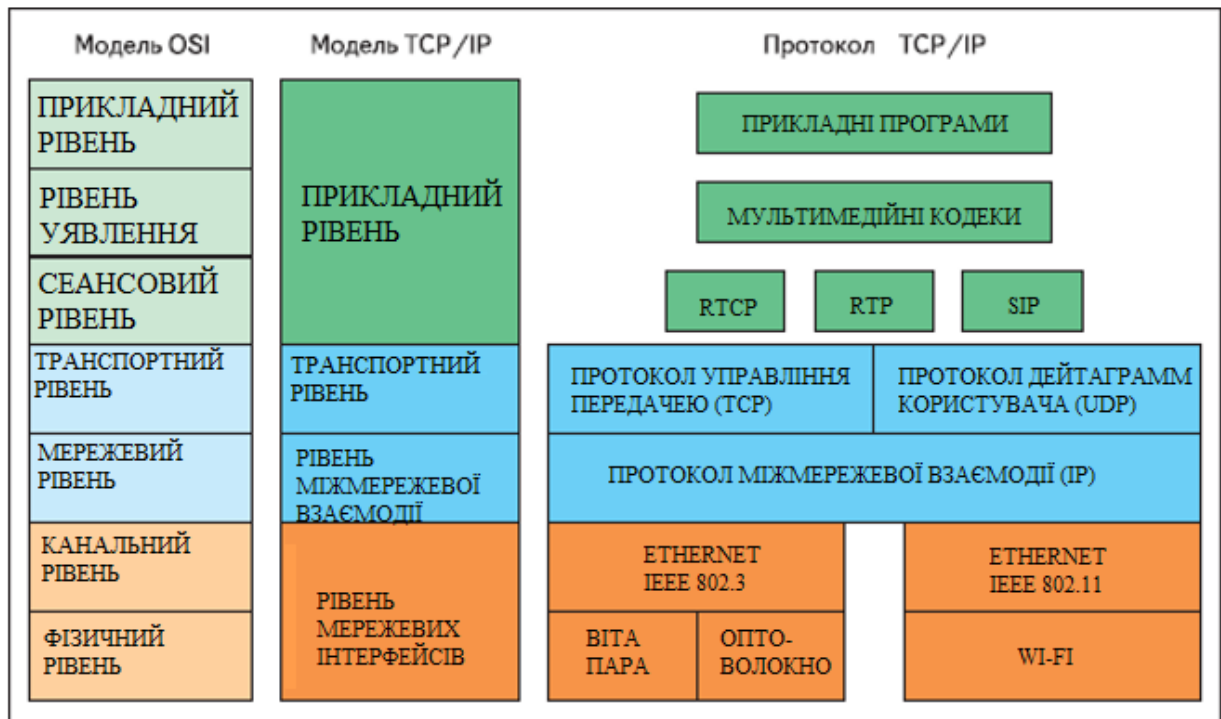 Модель OSI
Модель TCP/IP
Протокол TCP/IP
ПРИКЛАДНИЙ
РІВЕНЬ
РІВЕНЬ
УЯВЛЕННЯ
СЕАНСОВИЙ
РІВЕНЬ
ТРАНСПОРТНИЙ
РІВЕНЬ
МЕРЕЖЕВИЙ
РІВЕНЬ
КАНАЛЬНИЙ
РІВЕНЬ
ФІЗИЧНИЙ
РІВЕНЬ
ПРИКЛАДНИЙ
РІВЕНЬ
ТРАНСПОРТНИЙ
РІВЕНЬ
РІВЕНЬ
МІЖМЕРЕЖЕВОЇ
ВЗАЄМОДІЇ
РІВЕНЬ
МЕРЕЖЕВИХ
ІНТЕРФЕЙСІВ
ПРИКЛАДНІ ПРОГРАМИ
МУЛЬТИМЕДІЙНІ КОДЕКИ
RTCP
RTP
SIP
ПРОТОКОЛ УПРАВЛІННЯ
ПЕРЕДАЧЕЮ (TCP)
ПРОТОКОЛ ДЕЙТАГРАММ
КОРИСТУВАЧА (UDP)
ПРОТОКОЛ МІЖМЕРЕЖЕВОЇ ВЗАЄМОДІЇ (IP)
ETHERNET
IEEE 802.3
ETHERNET
IEEE 802.11
ВІТА
ПАРА
ОПТО-
ВОЛОКНО
WI-FI